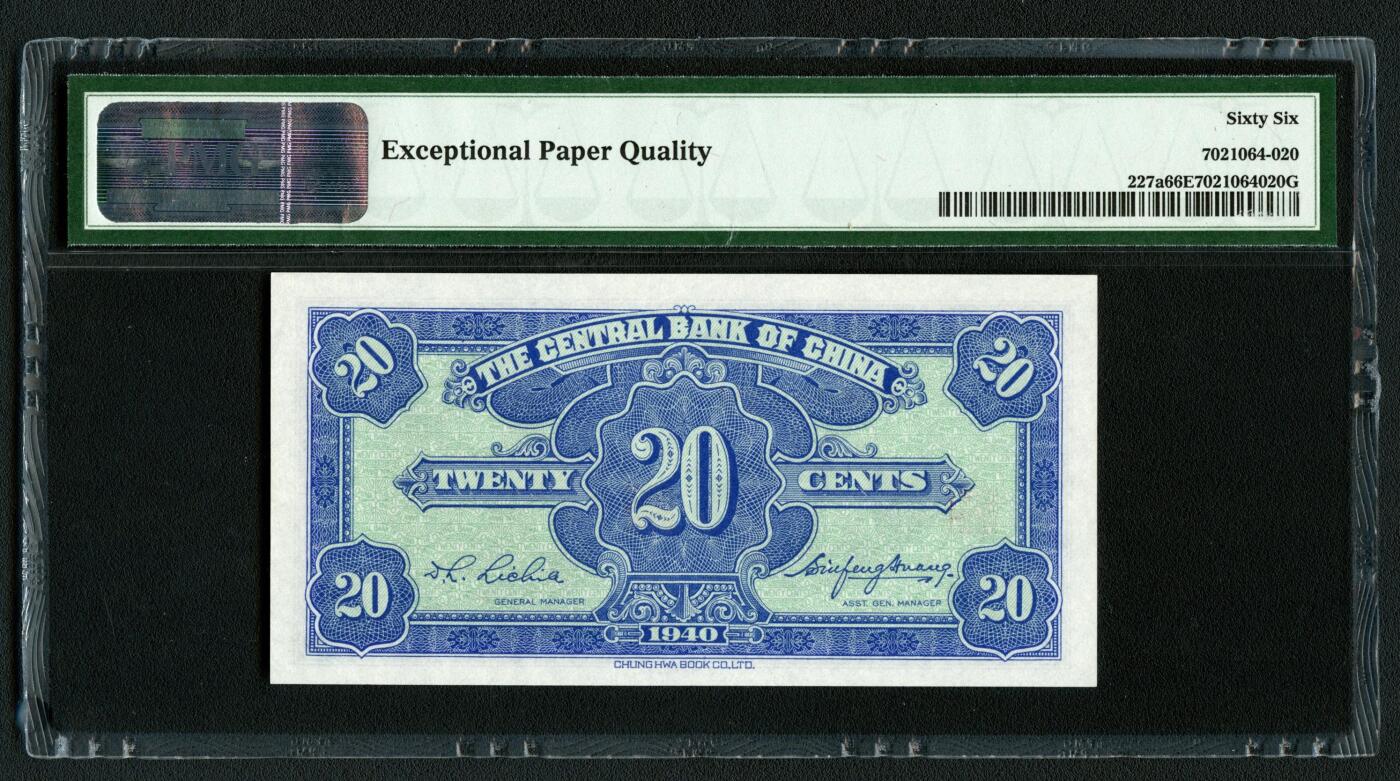 PMG
Exceptional Paper Quality
Sixty Six
7021064-020
227a66E7021064020G
THE CENTRAL BANK OF CHINA
20
20
TWENTY
20
CENTS
GENERAL MANAGER
ASST. GEN. MANAGER
20
20
1940
CHUNG HWA BOOK CO., LTD.